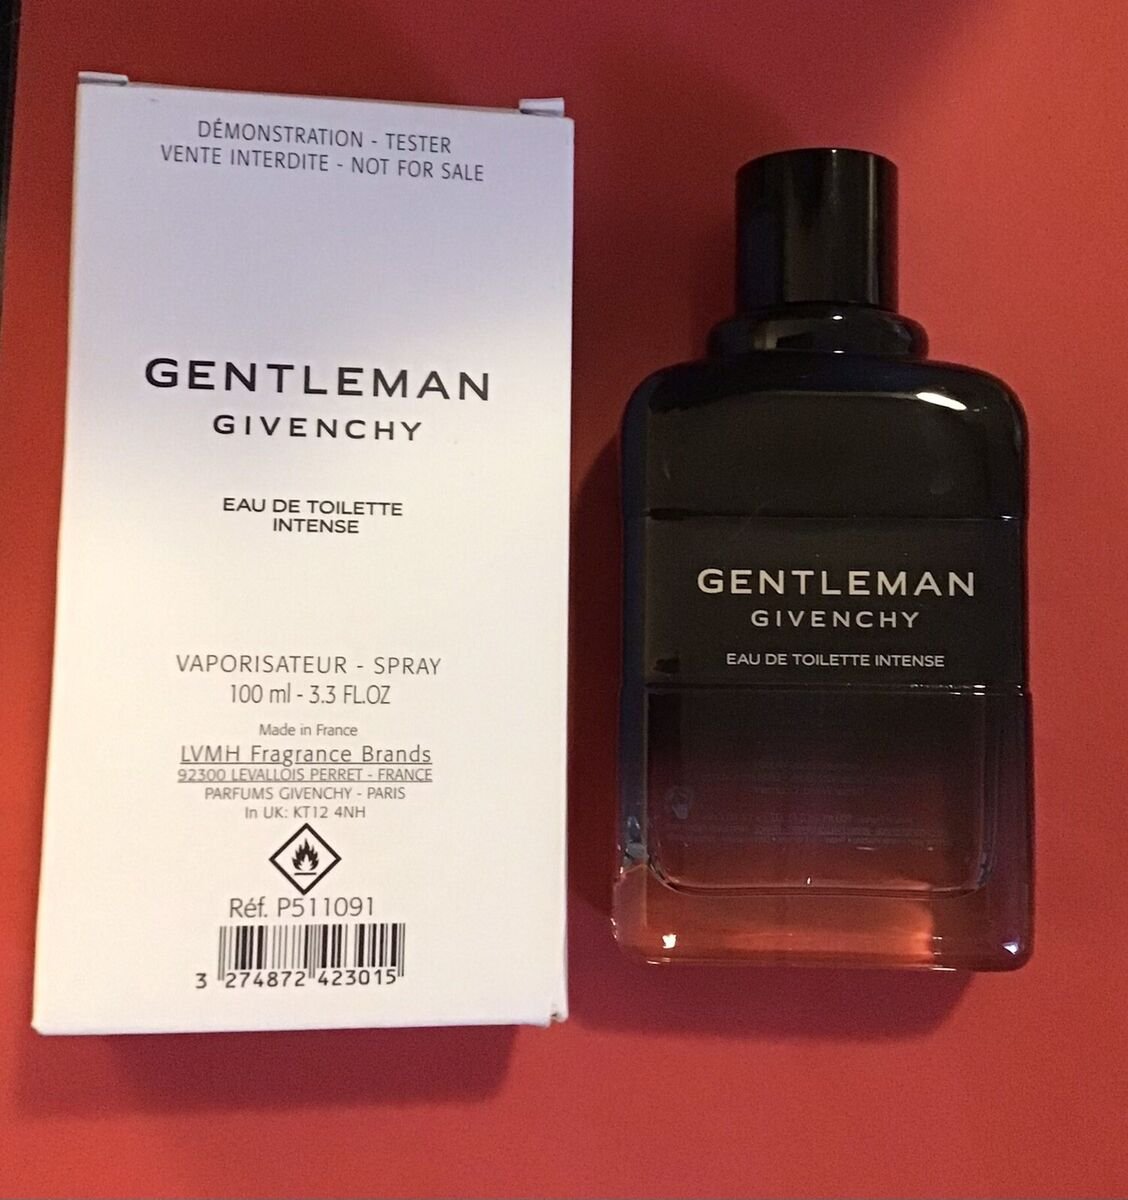 DÉMONSTRATION - TESTER
VENTE INTERDITE - NOT FOR SALE
GENTLEMAN
GIVENCHY
EAU DE TOILETTE
INTENSE
VAPORISATEUR - SPRAY
100 ml - 3.3 FL.OZ
Made in France
LVMH Fragrance Brands
92300 LEVALLOIS PERRET - FRANCE
PARFUMS GIVENCHY - PARIS
In UK: KT12 4NH
Réf. P511091
3 274872 423015
GENTLEMAN
GIVENCHY
EAU DE TOILETTE INTENSE